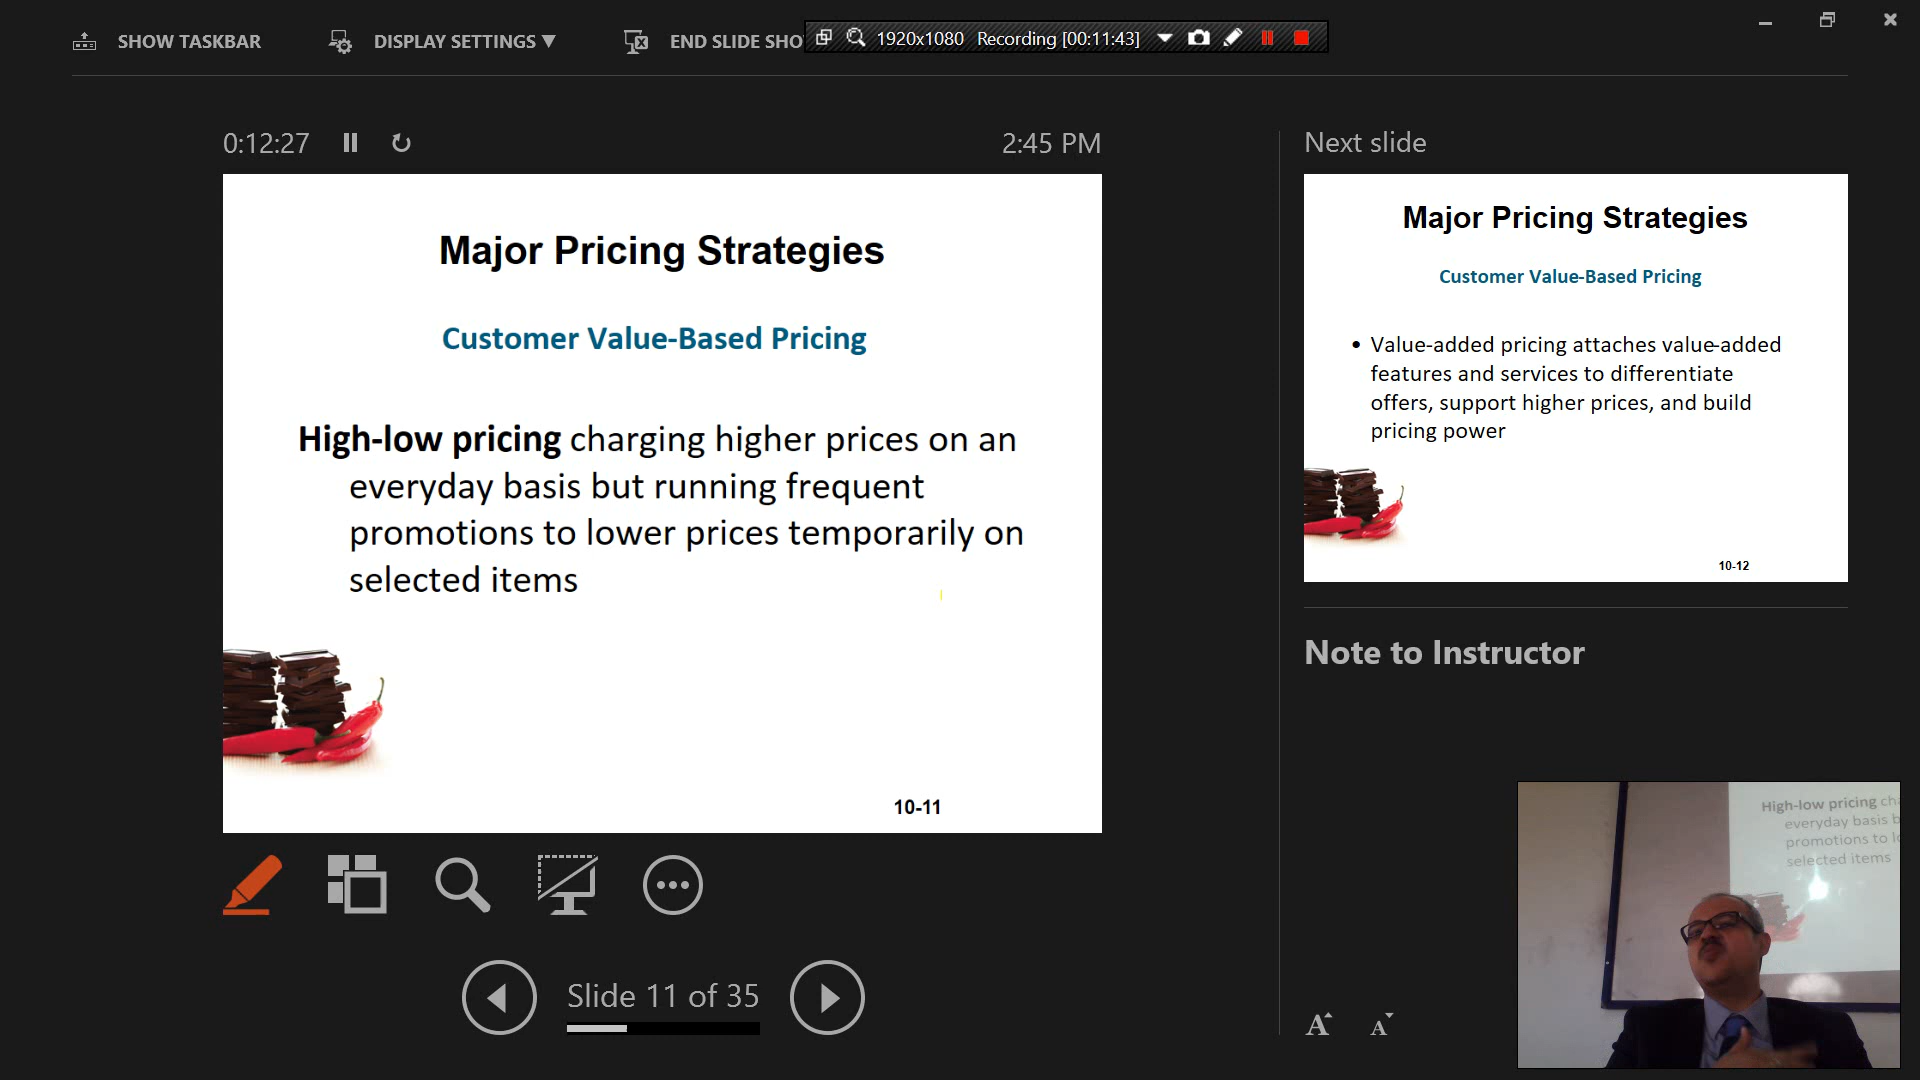 SHOW TASKBAR
DISPLAY SETTINGS ▼
END SLIDE SHO
1920x1080 Recording [00:11:43]
0:12:27
2:45 PM
Major Pricing Strategies
Customer Value-Based Pricing
High-low pricing charging higher prices on an
everyday basis but running frequent
promotions to lower prices temporarily on
selected items
10-11
Slide 11 of 35
Next slide
Major Pricing Strategies
Customer Value-Based Pricing
• Value-added pricing attaches value-added
features and services to differentiate
offers, support higher prices, and build
pricing power
10-12
Note to Instructor
A A
High-low pricing ch
everyday basis b
promotions to l
selected items